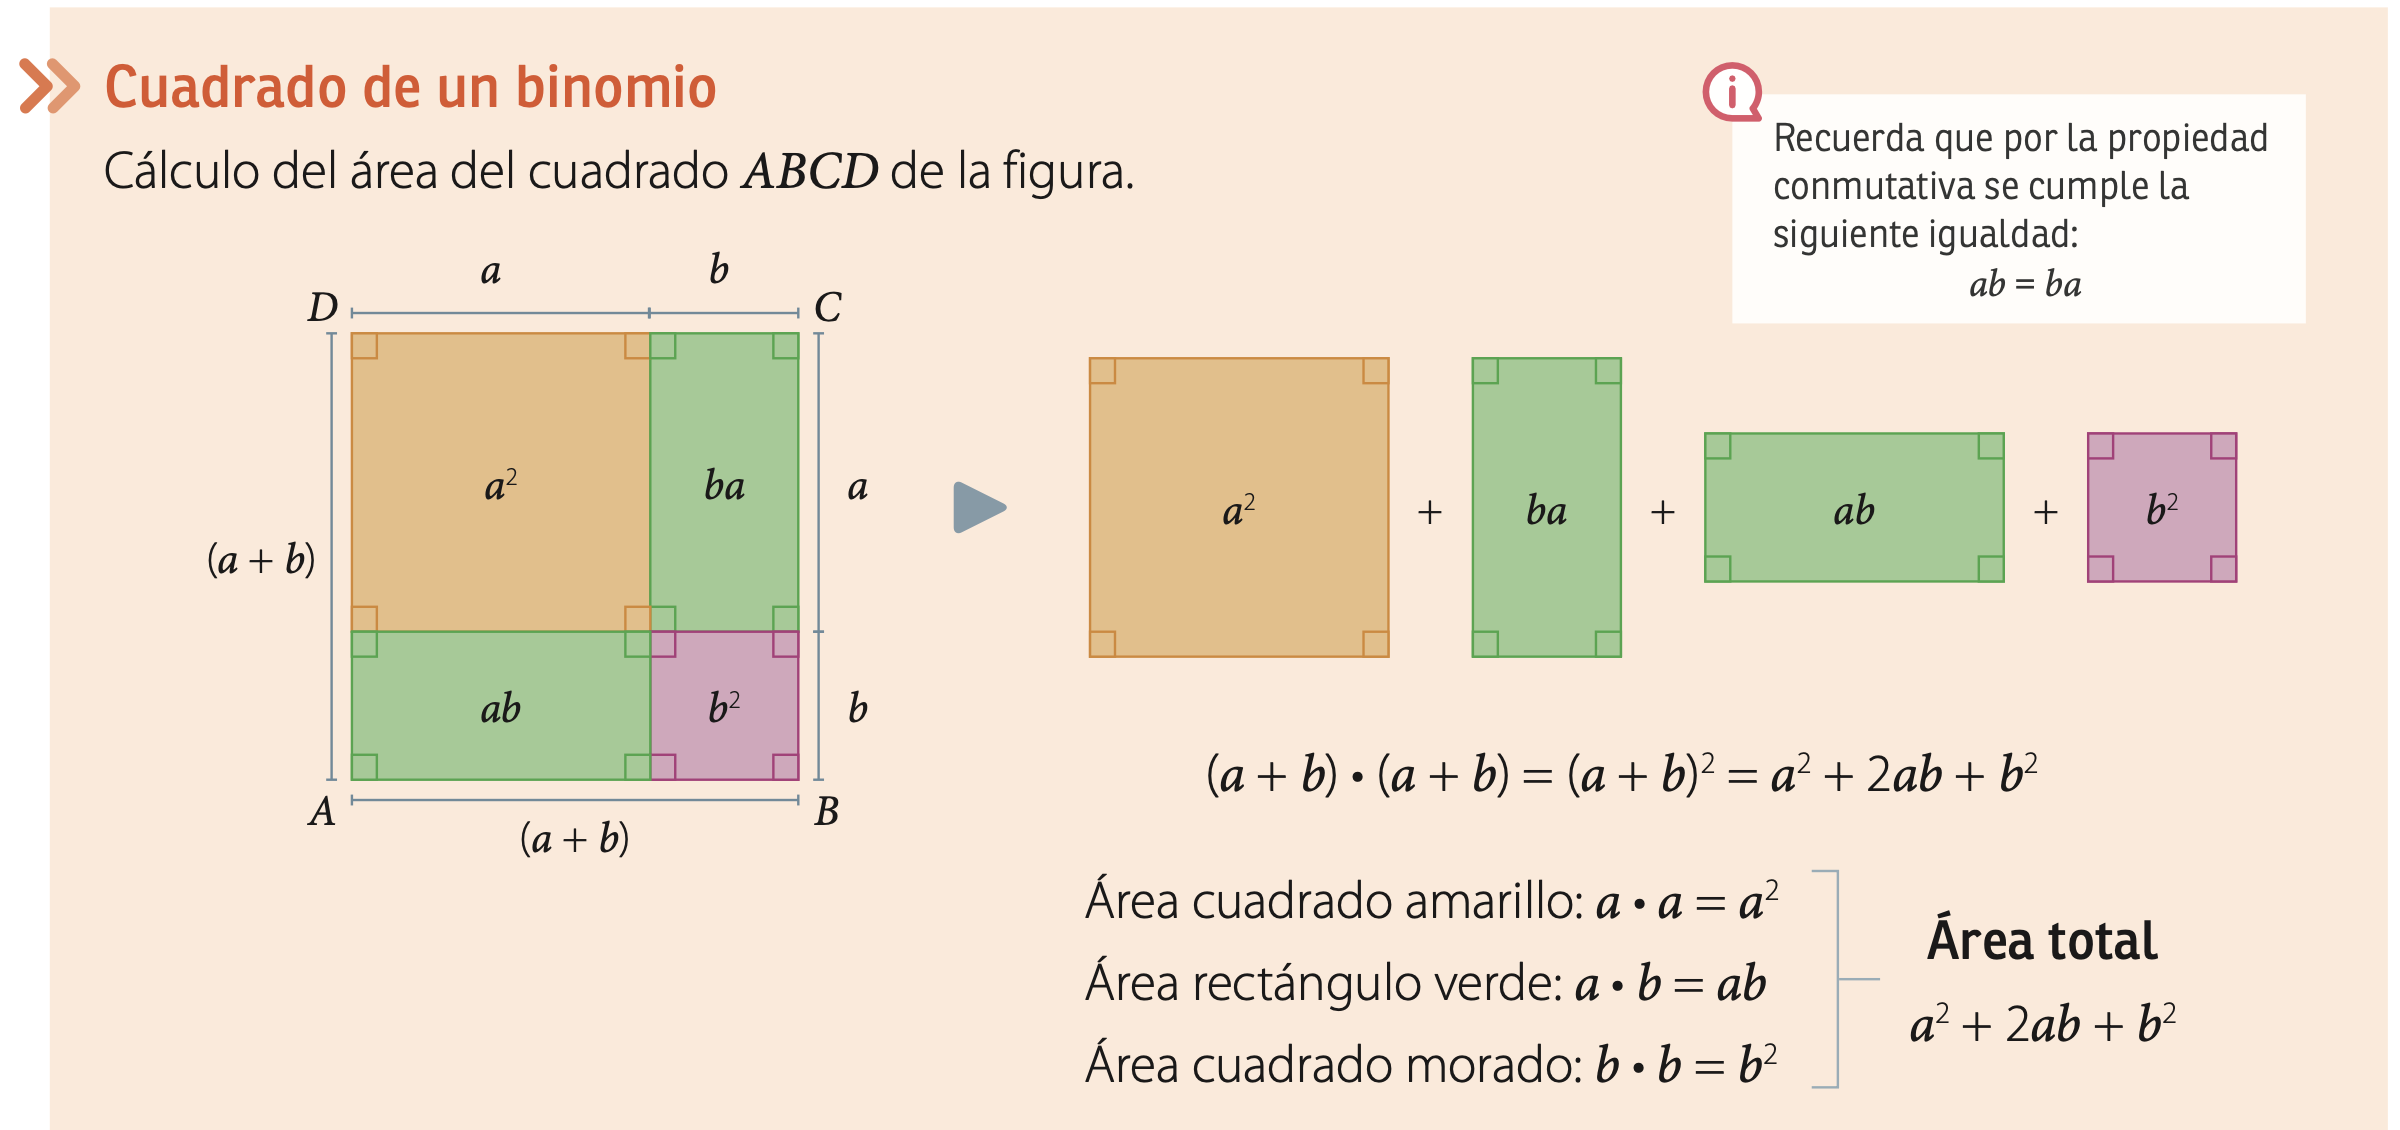 Cuadrado de un binomio
Cálculo del área del cuadrado ABCD de la figura.
Recuerda que por la propiedad
conmutativa se cumple la
siguiente igualdad:
ab = ba
a
b
D
C
a²
ba
a
(a + b)
ab
b²
b
A
B
(a + b)
a² + ba + ab + b²
(a + b) • (a + b) = (a + b)² = a² + 2ab + b²
Área cuadrado amarillo: a • a = a²
Área rectángulo verde: a • b = ab
Área cuadrado morado: b • b = b²
Área total
a² + 2ab + b²